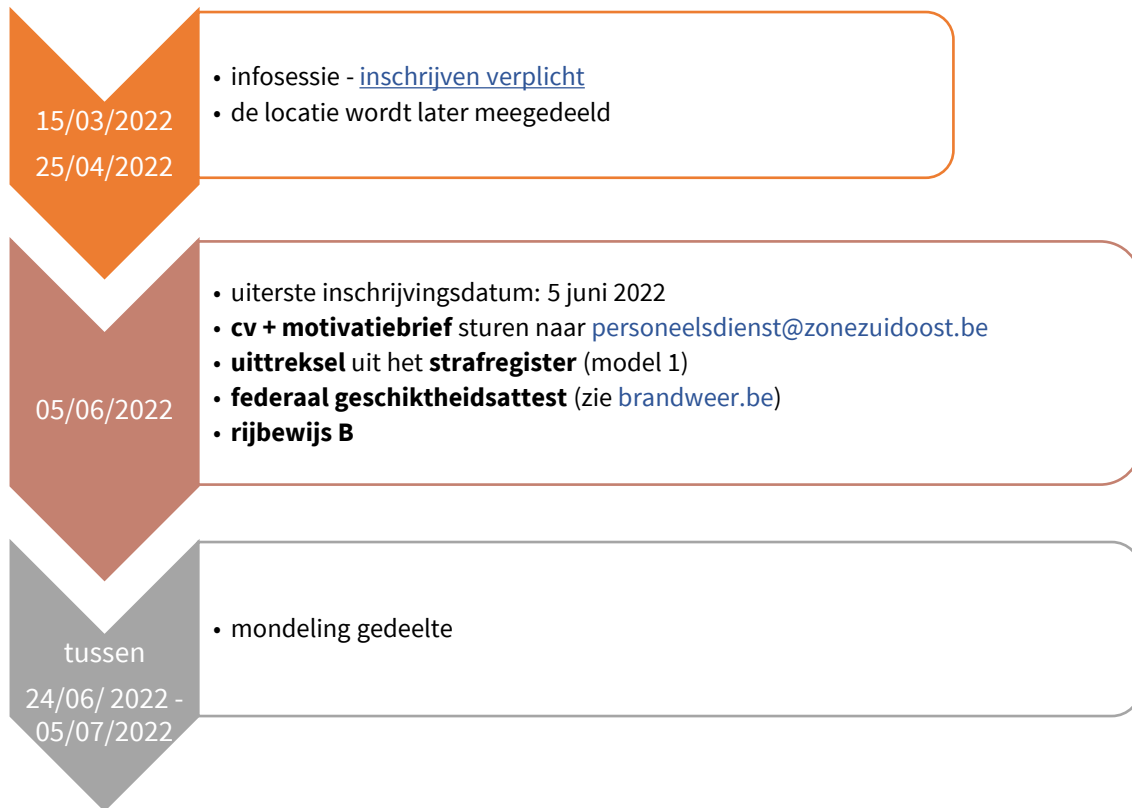 15/03/2022
25/04/2022
• infosessie - inschrijven verplicht
• de locatie wordt later meegedeeld
05/06/2022
• uiterste inschrijvingsdatum: 5 juni 2022
• cv + motivatiebrief sturen naar personeelsdienst@zonezuidoost.be
• uittreksel uit het strafregister (model 1)
• federaal geschiktheidsattest (zie brandweer.be)
• rijbewijs B
tussen
24/06/ 2022 -
05/07/2022
• mondeling gedeelte